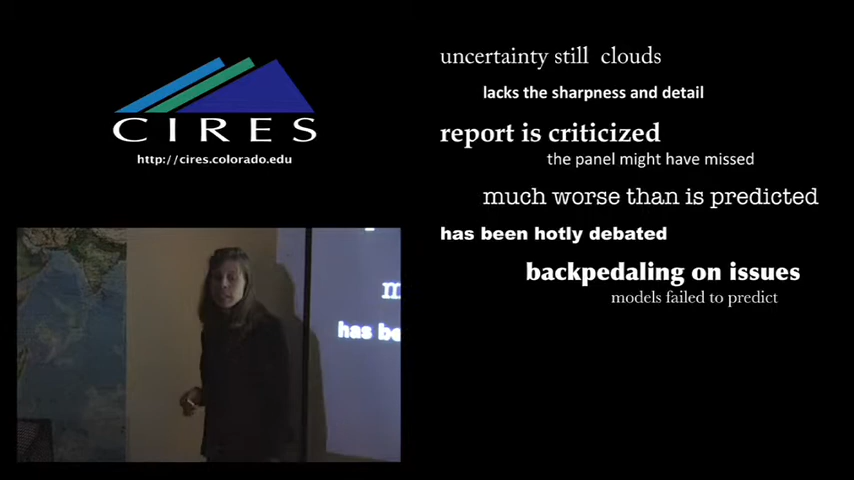 CIRES
http://cires.colorado.edu
uncertainty still clouds
lacks the sharpness and detail
report is criticized
the panel might have missed
much worse than is predicted
has been hotly debated
backpedaling on issues
models failed to predict
m
has be